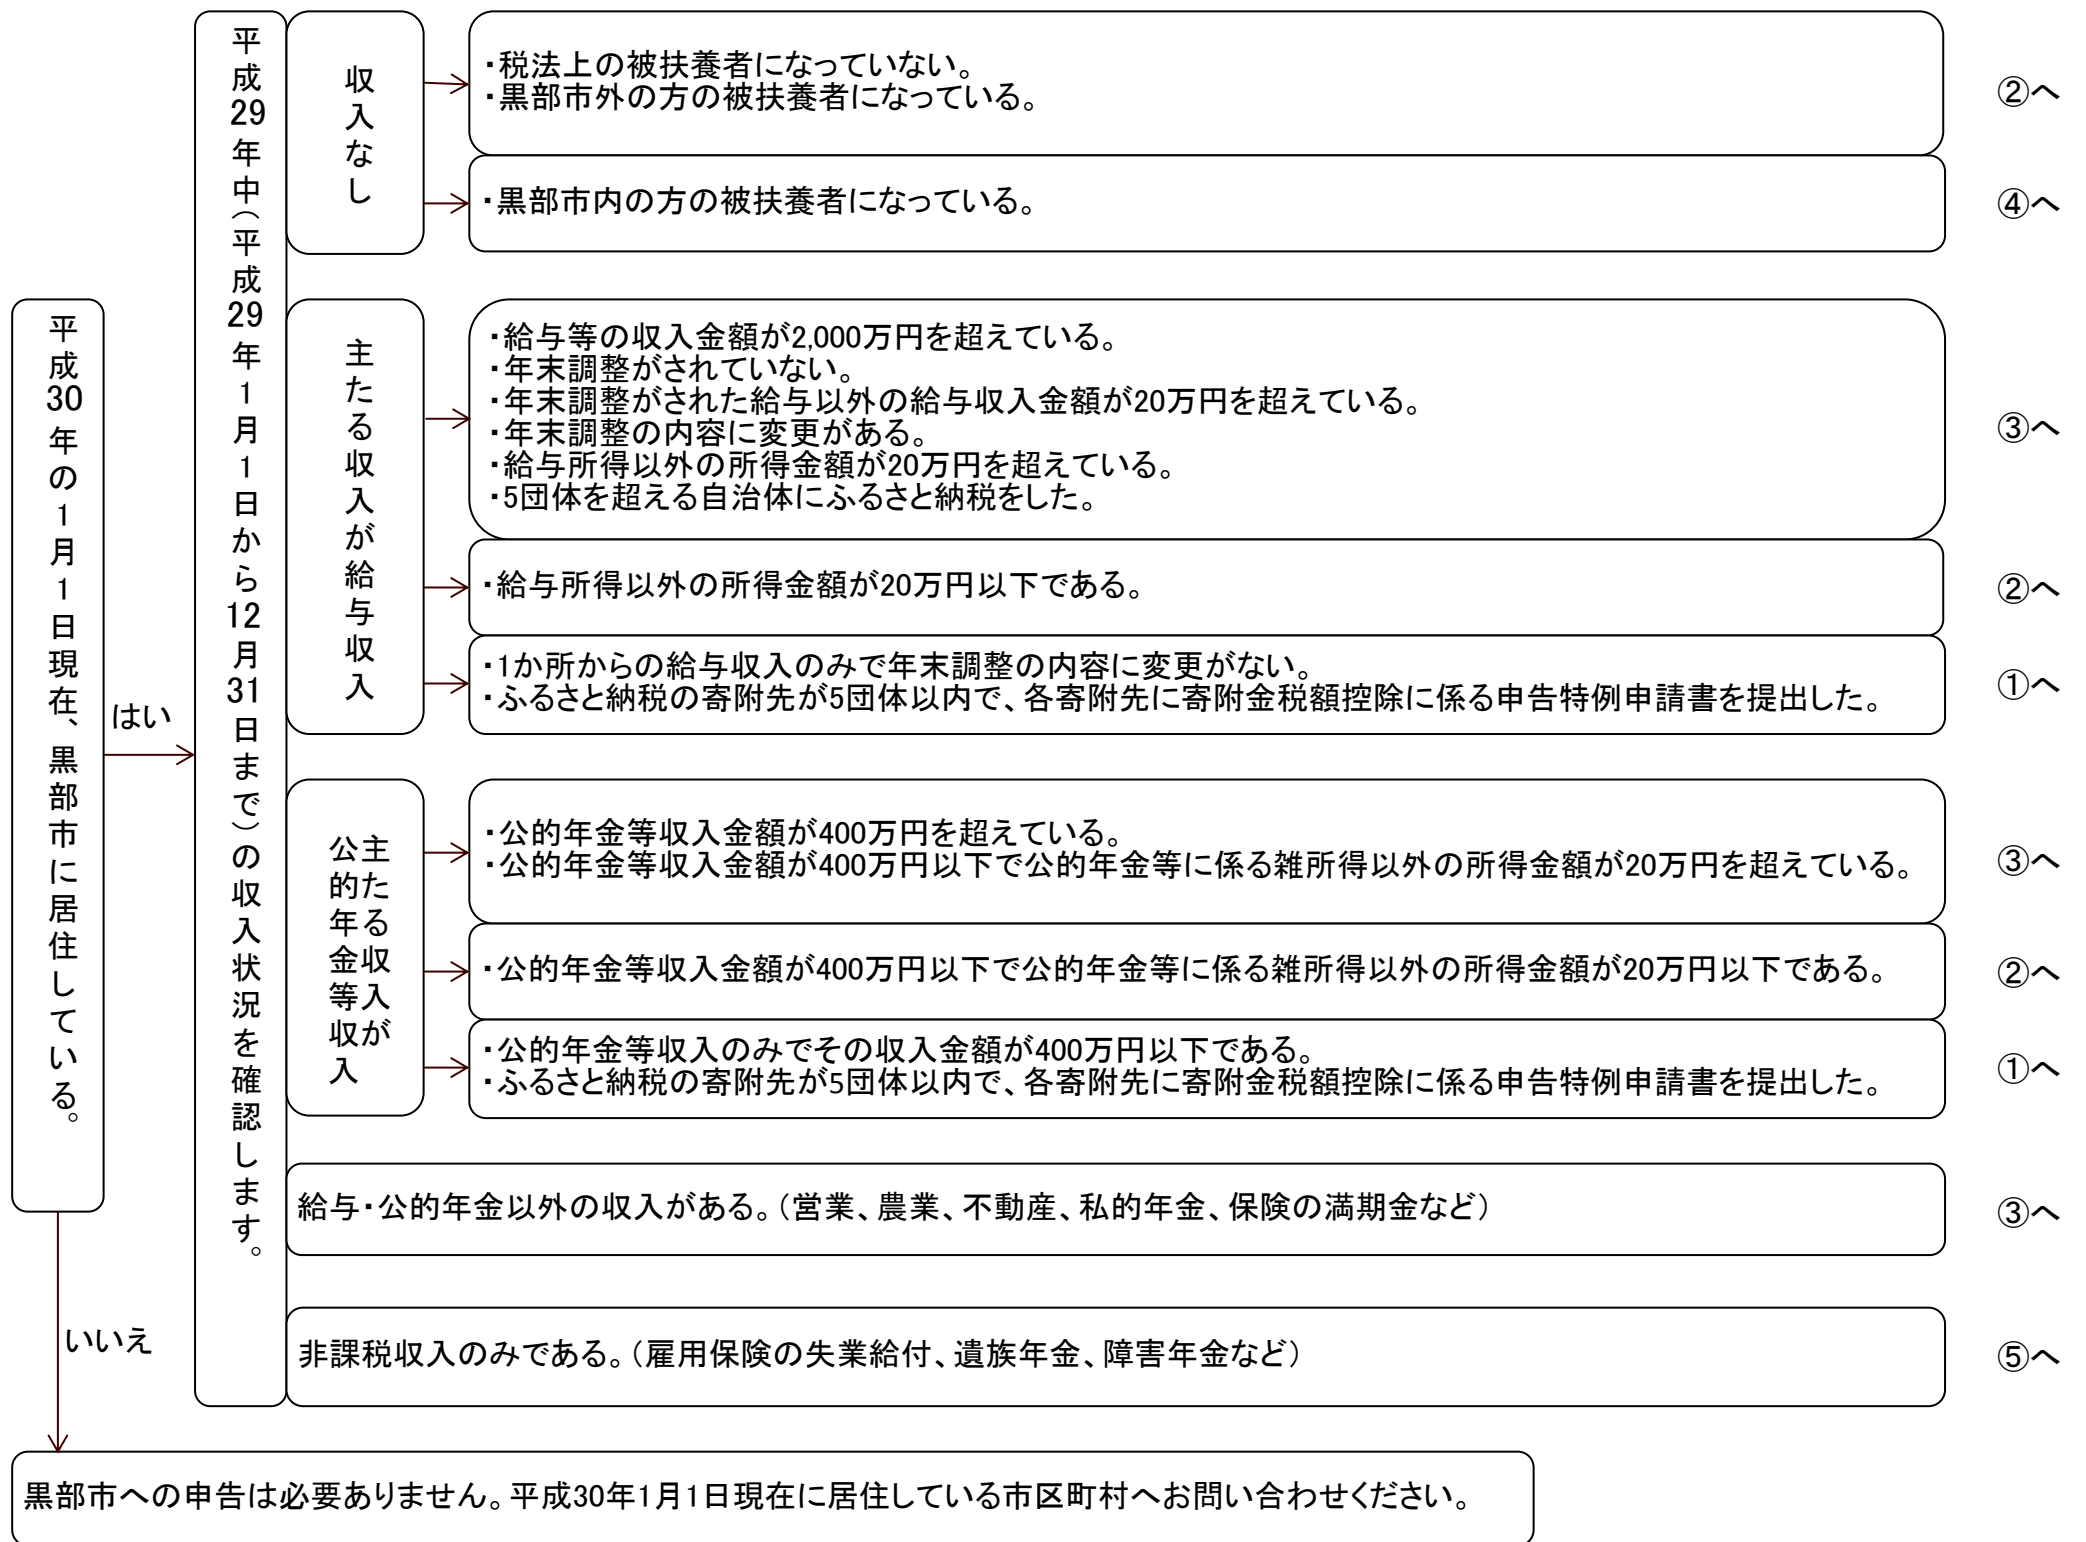 平成30年の1月1日現在、黒部市に居住している。
はい
いいえ
平成29年中(平成29年1月1日から12月31日まで)の収入状況を確認します。
収入なし
・税法上の被扶養者になっていない。
・黒部市外の方の被扶養者になっている。
②へ
・黒部市内の方の被扶養者になっている。
④へ
主たる収入が給与収入
・給与等の収入金額が2,000万円を超えている。
・年末調整がされていない。
・年末調整がされた給与以外の給与収入金額が20万円を超えている。
・年末調整の内容に変更がある。
・給与所得以外の所得金額が20万円を超えている。
・5団体を超える自治体にふるさと納税をした。
③へ
・給与所得以外の所得金額が20万円以下である。
②へ
・1か所からの給与収入のみで年末調整の内容に変更がない。
・ふるさと納税の寄附先が5団体以内で、各寄附先に寄附金税額控除に係る申告特例申請書を提出した。
①へ
主たる収入が
公的年金等収入
・公的年金等収入金額が400万円を超えている。
・公的年金等収入金額が400万円以下で公的年金等に係る雑所得以外の所得金額が20万円を超えている。
③へ
・公的年金等収入金額が400万円以下で公的年金等に係る雑所得以外の所得金額が20万円以下である。
②へ
・公的年金等収入のみでその収入金額が400万円以下である。
・ふるさと納税の寄附先が5団体以内で、各寄附先に寄附金税額控除に係る申告特例申請書を提出した。
①へ
給与・公的年金以外の収入がある。(営業、農業、不動産、私的年金、保険の満期金など)
③へ
非課税収入のみである。(雇用保険の失業給付、遺族年金、障害年金など)
⑤へ
黒部市への申告は必要ありません。平成30年1月1日現在に居住している市区町村へお問い合わせください。